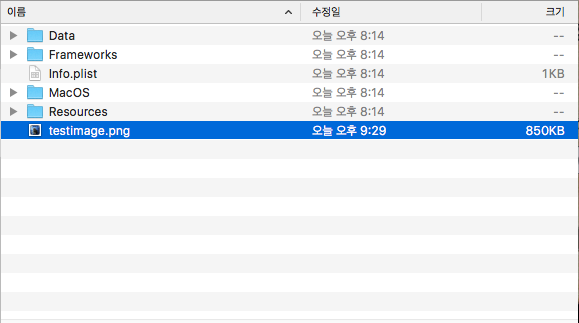 이름 수정일 크기
Data 오늘 오후 8:14 --
Frameworks 오늘 오후 8:14 --
Info.plist 오늘 오후 8:14 1KB
MacOS 오늘 오후 8:14 --
Resources 오늘 오후 8:14 --
testimage.png 오늘 오후 9:29 850KB